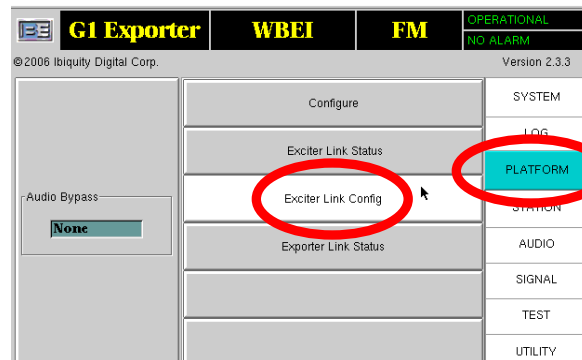 BE G1 Exporter WBEI FM OPERATIONAL
NO ALARM
©2006 Ibiquity Digital Corp. Version 2.3.3
Configure SYSTEM
LOG
Exciter Link Status
PLATFORM
Audio Bypass Exciter Link Config
STATION
None
Exporter Link Status AUDIO
SIGNAL
TEST
UTILITY